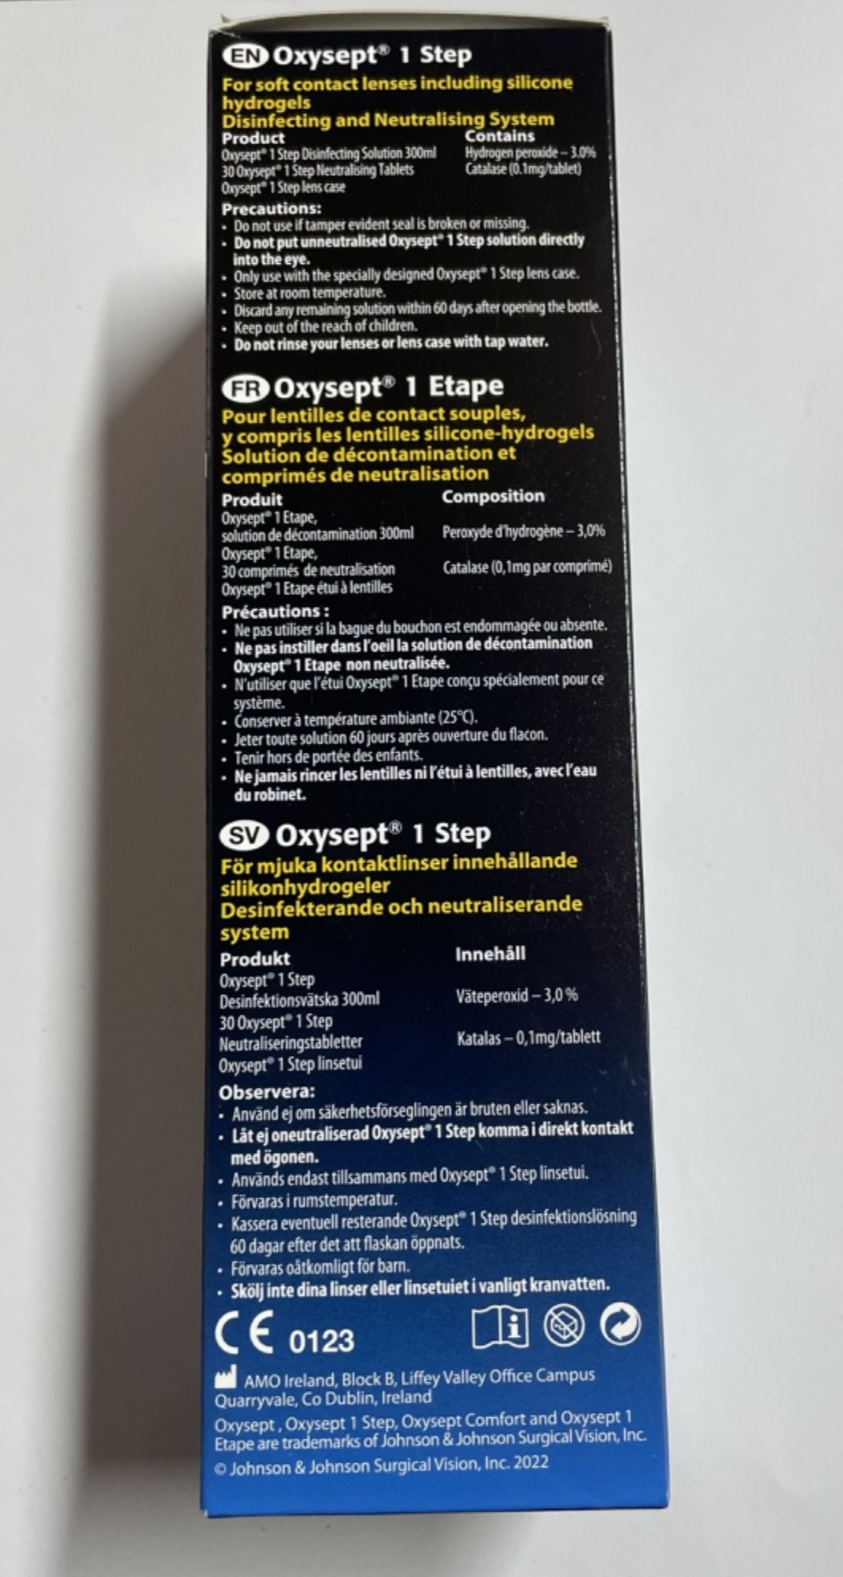 EN Oxysept® 1 Step
For soft contact lenses including silicone
hydrogels
Disinfecting and Neutralising System
Product Contains
Oxysept® 1 Step Disinfecting Solution 300ml Hydrogen peroxide – 3.0%
30 Oxysept® 1 Step Neutralising Tablets Catalase (0.1mg/tablet)
Oxysept® 1 Step lens case
Precautions:
• Do not use if tamper evident seal is broken or missing.
• Do not put unneutralised Oxysept® 1 Step solution directly
into the eye.
• Only use with the specially designed Oxysept® 1 Step lens case.
• Store at room temperature.
• Discard any remaining solution within 60 days after opening the bottle.
• Keep out of the reach of children.
• Do not rinse your lenses or lens case with tap water.
FR Oxysept® 1 Etape
Pour lentilles de contact souples,
y compris les lentilles silicone-hydrogels
Solution de décontamination et
comprimés de neutralisation
Produit Composition
Oxysept® 1 Etape,
solution de décontamination 300ml Peroxyde d'hydrogène – 3,0%
Oxysept® 1 Etape,
30 comprimés de neutralisation Catalase (0,1mg par comprimé)
Oxysept® 1 Etape étui à lentilles
Précautions :
• Ne pas utiliser si la bague du bouchon est endommagée ou absente.
• Ne pas instiller dans l'oeil la solution de décontamination
Oxysept® 1 Etape non neutralisée.
• N'utiliser que l'étui Oxysept® 1 Etape conçu spécialement pour ce
système.
• Conserver à température ambiante (25°C).
• Jeter toute solution 60 jours après ouverture du flacon.
• Tenir hors de portée des enfants.
• Ne jamais rincer les lentilles ni l'étui à lentilles, avec l'eau
du robinet.
SV Oxysept® 1 Step
För mjuka kontaktlinser innehållande
silikonhydrogeler
Desinfekterande och neutraliserande
system
Produkt Innehåll
Oxysept® 1 Step
Desinfektionsvätska 300ml Väteperoxid – 3,0 %
30 Oxysept® 1 Step
Neutraliseringstabletter Katalas – 0,1mg/tablett
Oxysept® 1 Step linsetui
Observera:
• Använd ej om säkerhetsförseglingen är bruten eller saknas.
• Låt ej oneutraliserad Oxysept® 1 Step komma i direkt kontakt
med ögonen.
• Används endast tillsammans med Oxysept® 1 Step linsetui.
• Förvaras i rumstemperatur.
• Kassera eventuell resterande Oxysept® 1 Step desinfektionslösning
60 dagar efter det att flaskan öppnats.
• Förvaras oåtkomligt för barn.
• Skölj inte dina linser eller linsetuiet i vanligt kranvatten.
CE 0123
AMO Ireland, Block B, Liffey Valley Office Campus
Quarryvale, Co Dublin, Ireland
Oxysept, Oxysept 1 Step, Oxysept Comfort and Oxysept 1
Etape are trademarks of Johnson & Johnson Surgical Vision, Inc.
© Johnson & Johnson Surgical Vision, Inc. 2022